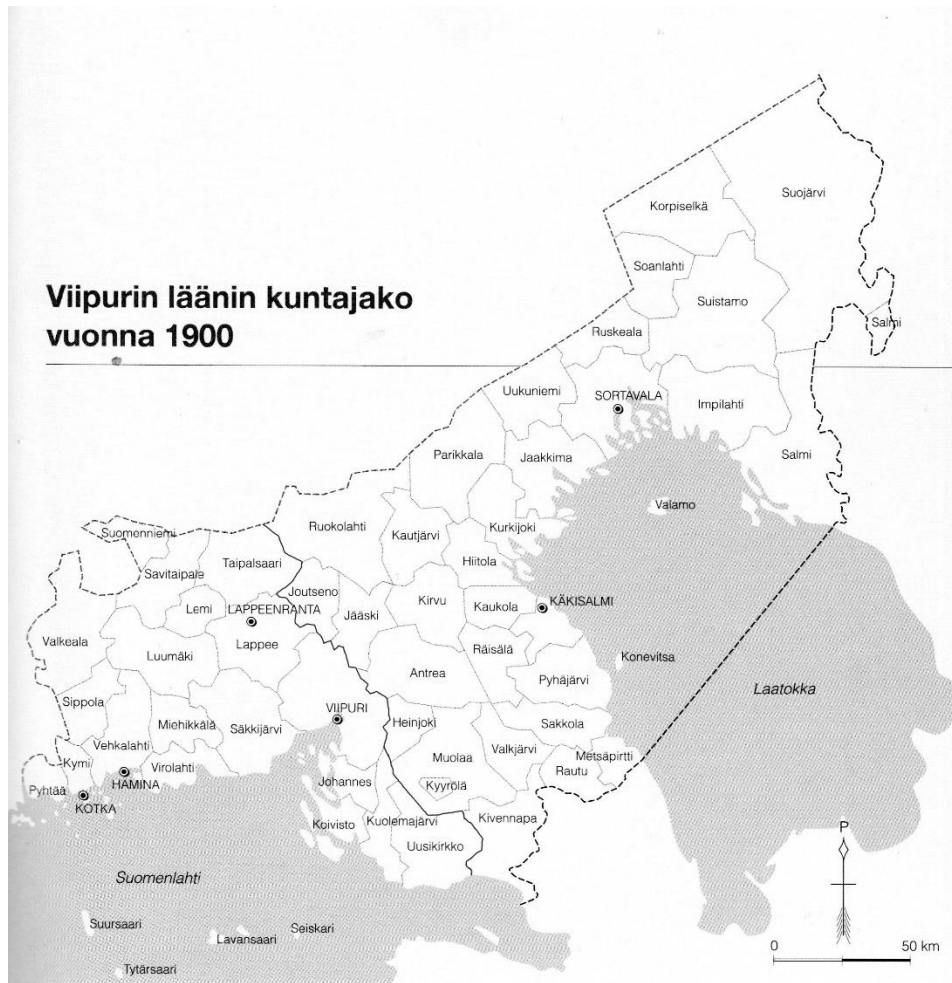 Viipurin läänin kuntajako
vuonna 1900
Korpiselkä
Suojärvi
Soanlahti
Suistamo
Salmi
Ruskeala
Uukuniemi
SORTAVALA
Impilahti
Parikkala
Jaakkima
Salmi
Valamo
Suomenniemi
Ruokolahti
Kautjärvi
Kurkijoki
Taipalsaari
Hiitola
Savitaipale
Joutseno
Lemi
LAPPEENRANTA
Jääski
Kirvu
Kaukola
KÄKISALMI
Valkeala
Lappee
Luumäki
Räisälä
Konevitsa
Antrea
Pyhäjärvi
Laatokka
Sippola
VIIPURI
Miehikkälä
Säkkijärvi
Heinjoki
Sakkola
Vehkalahti
Valkjärvi
Muolaa
Metsäpirtti
Kymi
Virolahti
Rautu
HAMINA
Johannes
Kyyrölä
Pyhtää
KOTKA
Kivennapa
Koivisto
Kuolemajärvi
P
Uusikirkko
Suomenlahti
Suursaari
Seiskari
Lavansaari
0 50 km
Tytärsaari